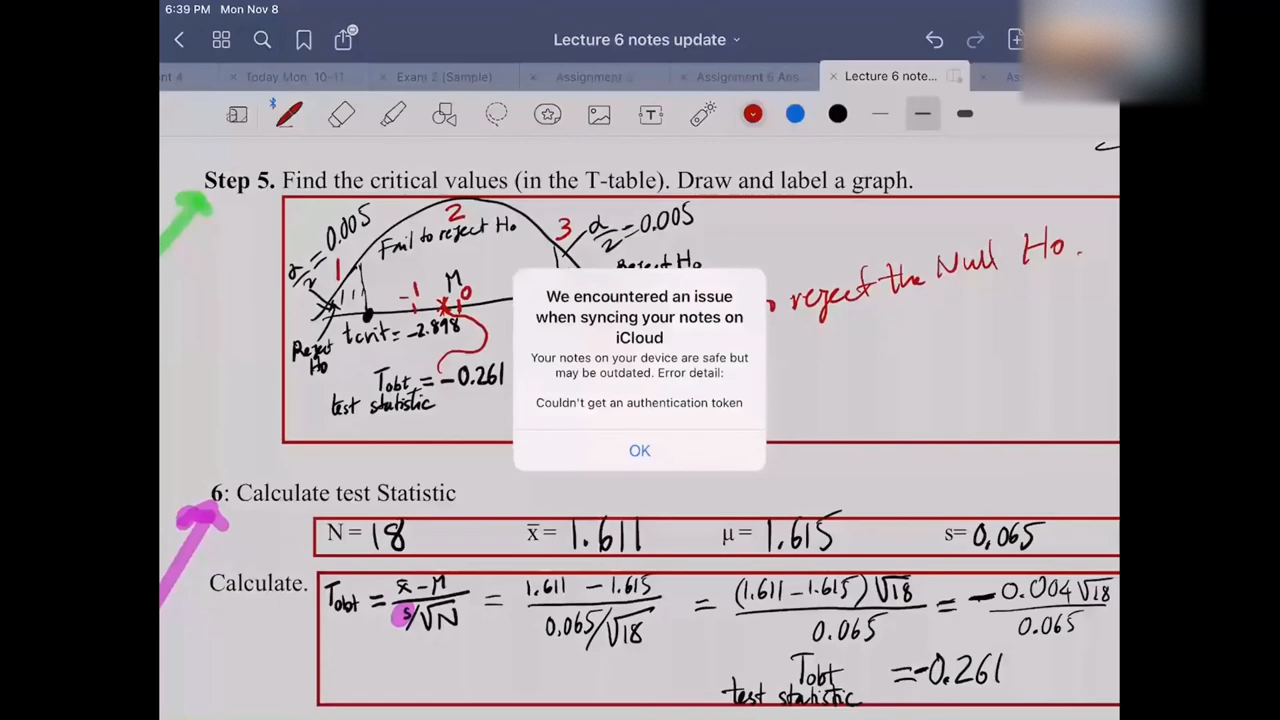 6:39 PM Mon Nov 8
Lecture 6 notes update
nt 4
Today Mon. 10-11
Exam 2 (Sample)
Assignment
Assignment 6 Ans
Lecture 6 note...
As
Step 5. Find the critical values (in the T-table). Draw and label a graph.
α/2 = 0.005
1
2
Fail to reject Ho
3
α/2 = 0.005
Reject Ho
reject the Null Ho.
-1
M
0
tcrit = -2.898
Reject Ho
Tobt = -0.261
test statistic
We encountered an issue
when syncing your notes on
iCloud
Your notes on your device are safe but
may be outdated. Error detail:
Couldn't get an authentication token
OK
6: Calculate test Statistic
N = 18 x̄ = 1.611 μ = 1.615 s= 0.065
Calculate. Tobt = x̄ - M / s/√N = 1.611 - 1.615 / 0.065/√18 = (1.611 - 1.615) √18 / 0.065 = -0.004 √18 / 0.065
Tobt = -0.261
test statistic